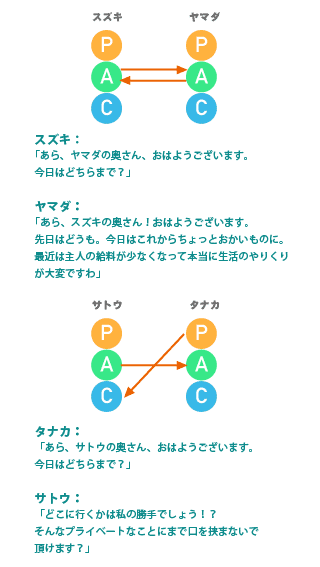 スズキ ヤマダ
P P
A A
C C
スズキ：
「あら、ヤマダの奥さん、おはようございます。
今日はどちらまで？」
ヤマダ：
「あら、スズキの奥さん！おはようございます。
先日はどうも。今日はこれからちょっとおかいものに。
最近は主人の給料が少なくなって本当に生活のやりくり
が大変ですわ」
サトウ タナカ
P P
A A
C C
タナカ：
「あら、サトウの奥さん、おはようございます。
今日はどちらまで？」
サトウ：
「どこに行くかは私の勝手でしょう！？
そんなプライベートなことにまで口を挟まないで
頂けます？」